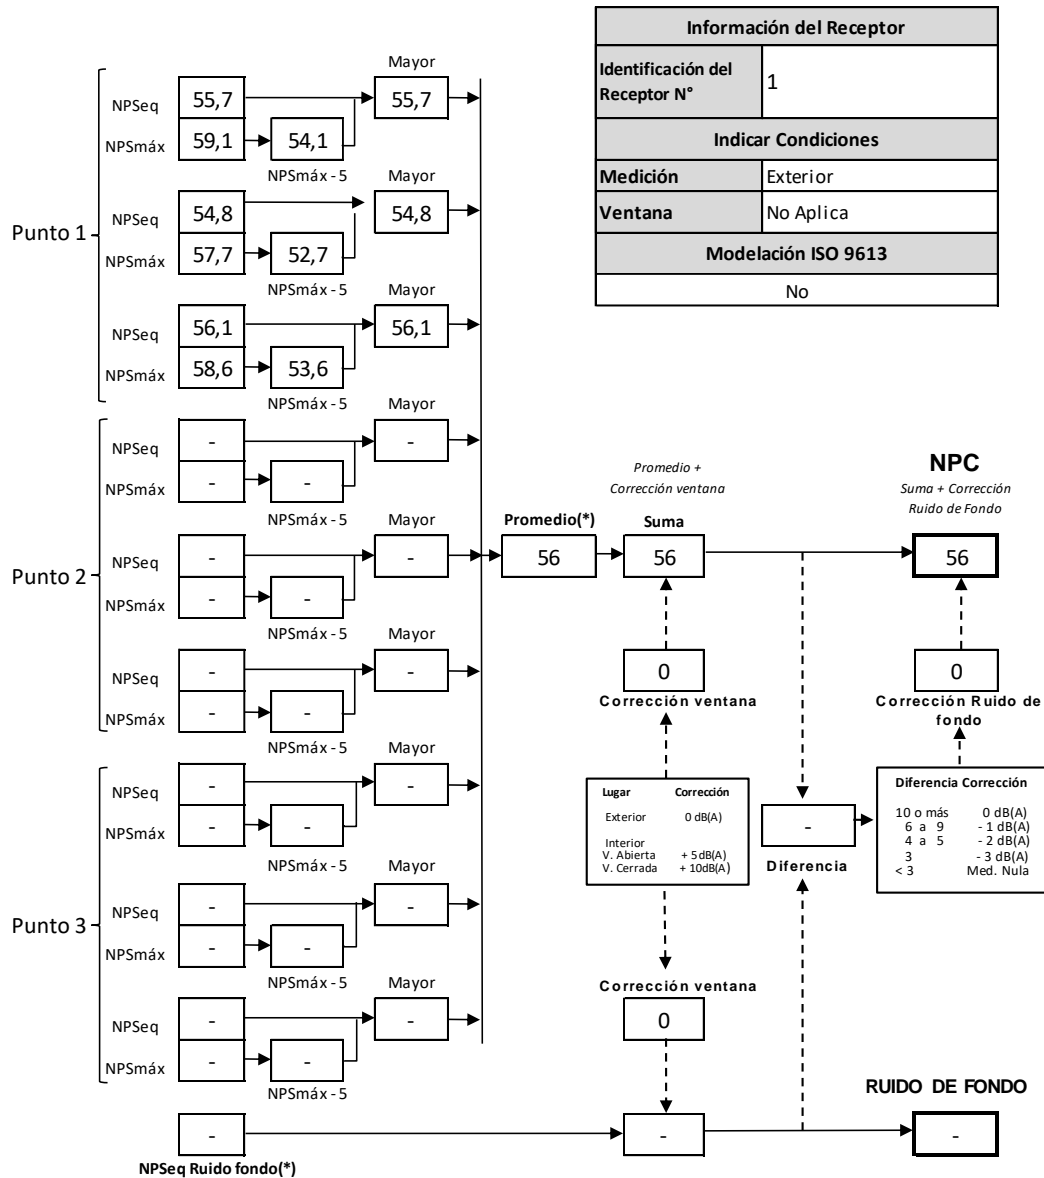 Información del Receptor
Identificación del Receptor N° 1
Indicar Condiciones
Medición Exterior
Ventana No Aplica
Modelación ISO 9613
No
Punto 1
Mayor
NPSeq 55,7 55,7
NPSmáx 59,1 54,1
NPSmáx - 5
Mayor
NPSeq 54,8 54,8
NPSmáx 57,7 52,7
NPSmáx - 5
Mayor
NPSeq 56,1 56,1
NPSmáx 58,6 53,6
NPSmáx - 5
Punto 2
Mayor
NPSeq - -
NPSmáx - -
NPSmáx - 5
Mayor
NPSeq - -
NPSmáx - -
NPSmáx - 5
Mayor
NPSeq - -
NPSmáx - -
NPSmáx - 5
Punto 3
Mayor
NPSeq - -
NPSmáx - -
NPSmáx - 5
Mayor
NPSeq - -
NPSmáx - -
NPSmáx - 5
Mayor
NPSeq - -
NPSmáx - -
NPSmáx - 5
- -
NPSeq Ruido fondo(*)
Promedio(*)
56
Promedio +
Corrección ventana
Suma
56
0
Corrección ventana
Lugar Corrección
Exterior 0 dB(A)
Interior
V. Abierta + 5 dB(A)
V. Cerrada + 10dB(A)
Corrección ventana
0
-
Diferencia
NPC
Suma + Corrección
Ruido de Fondo
56
0
Corrección Ruido de
fondo
Diferencia Corrección
10 o más 0 dB(A)
6 a 9 - 1 dB(A)
4 a 5 - 2 dB(A)
3 - 3 dB(A)
< 3 Med. Nula
RUIDO DE FONDO
-